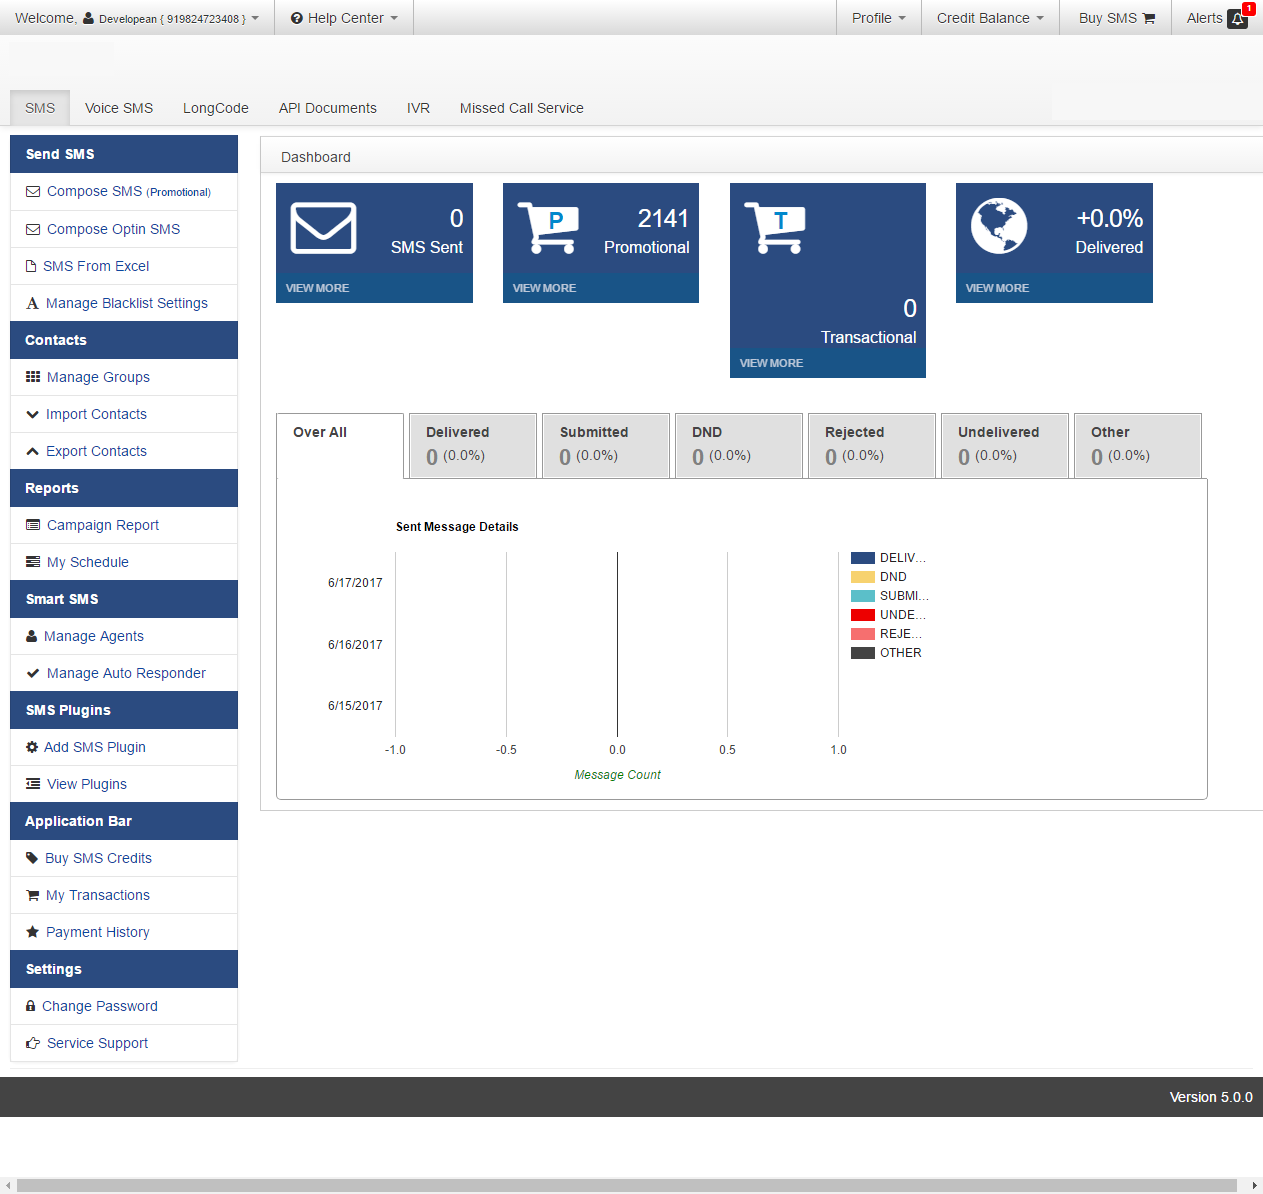 Welcome, Developean { 919824723408 }
Help Center
Profile
Credit Balance
Buy SMS
Alerts
1
SMS
Voice SMS
LongCode
API Documents
IVR
Missed Call Service
Send SMS
Compose SMS (Promotional)
Compose Optin SMS
SMS From Excel
A Manage Blacklist Settings
Contacts
Manage Groups
Import Contacts
Export Contacts
Reports
Campaign Report
My Schedule
Smart SMS
Manage Agents
Manage Auto Responder
SMS Plugins
Add SMS Plugin
View Plugins
Application Bar
Buy SMS Credits
My Transactions
Payment History
Settings
Change Password
Service Support
Dashboard
0
SMS Sent
VIEW MORE
P
2141
Promotional
VIEW MORE
T
0
Transactional
VIEW MORE
+0.0%
Delivered
VIEW MORE
Over All
Delivered
0 (0.0%)
Submitted
0 (0.0%)
DND
0 (0.0%)
Rejected
0 (0.0%)
Undelivered
0 (0.0%)
Other
0 (0.0%)
Sent Message Details
6/17/2017
6/16/2017
6/15/2017
-1.0
-0.5
0.0
0.5
1.0
Message Count
DELIV...
DND
SUBMI...
UNDE...
REJE...
OTHER
Version 5.0.0